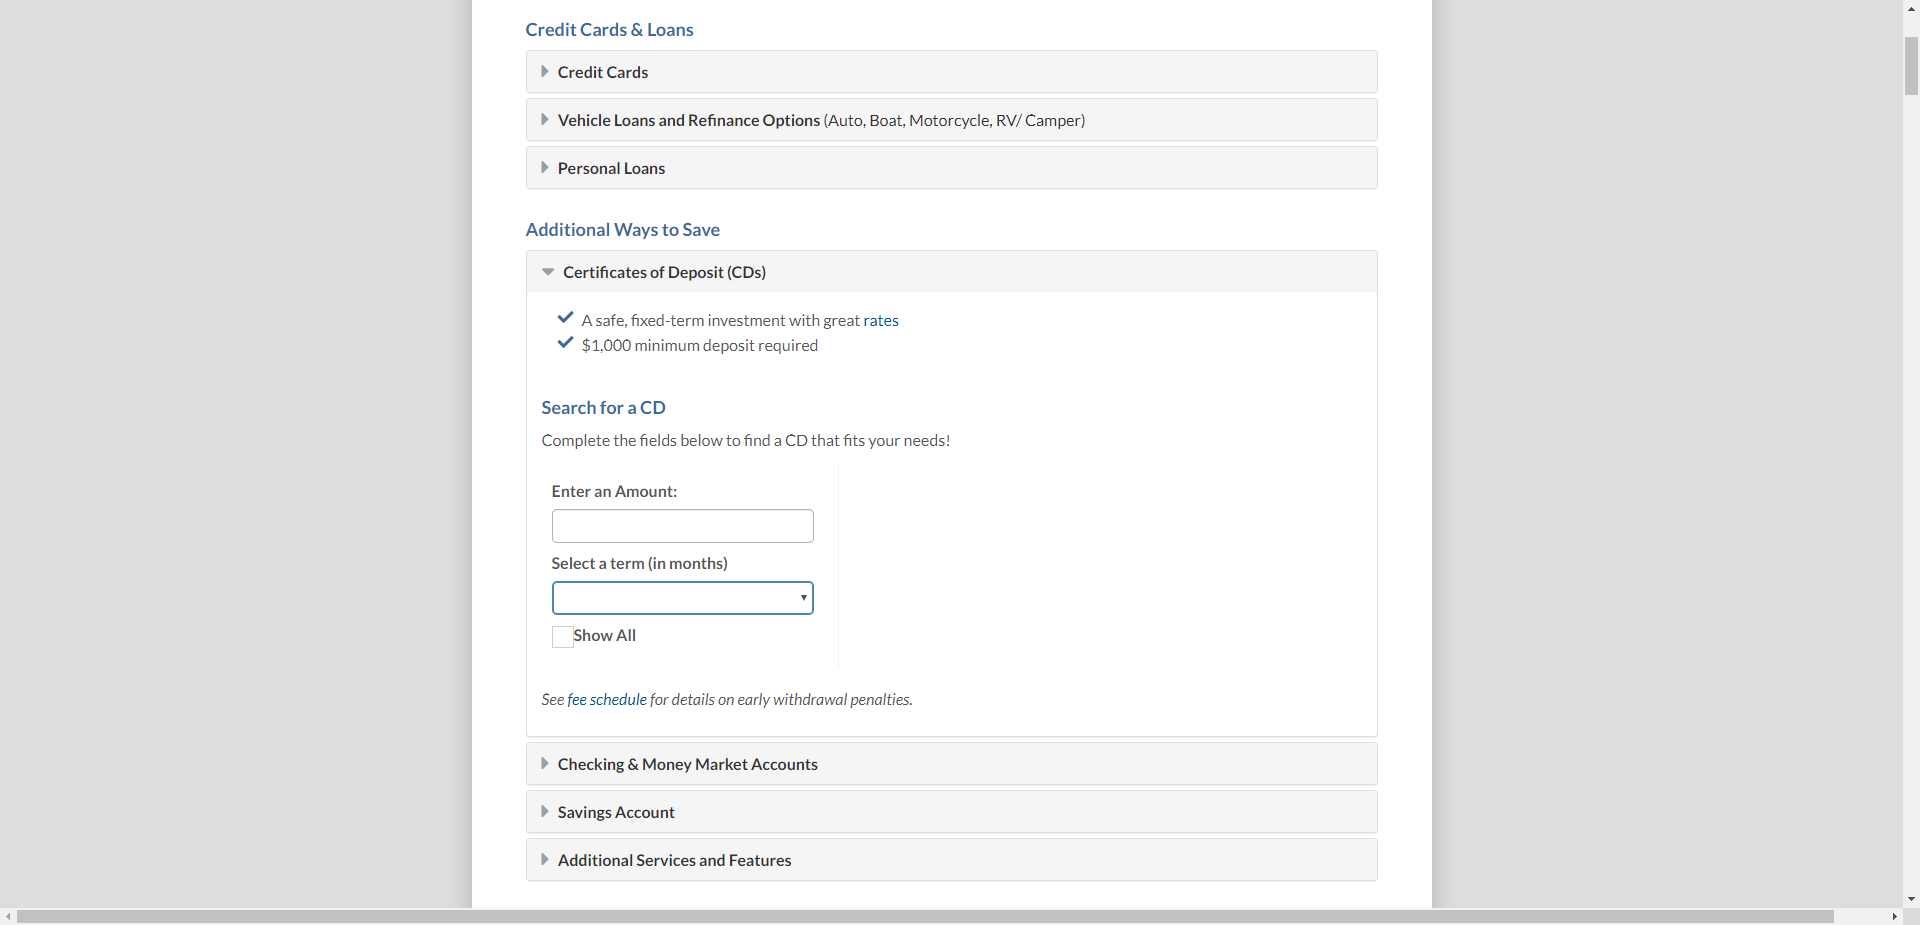 Credit Cards & Loans
Credit Cards
Vehicle Loans and Refinance Options (Auto, Boat, Motorcycle, RV/ Camper)
Personal Loans
Additional Ways to Save
Certificates of Deposit (CDs)
A safe, fixed-term investment with great rates
$1,000 minimum deposit required
Search for a CD
Complete the fields below to find a CD that fits your needs!
Enter an Amount:
Select a term (in months)
Show All
See fee schedule for details on early withdrawal penalties.
Checking & Money Market Accounts
Savings Account
Additional Services and Features